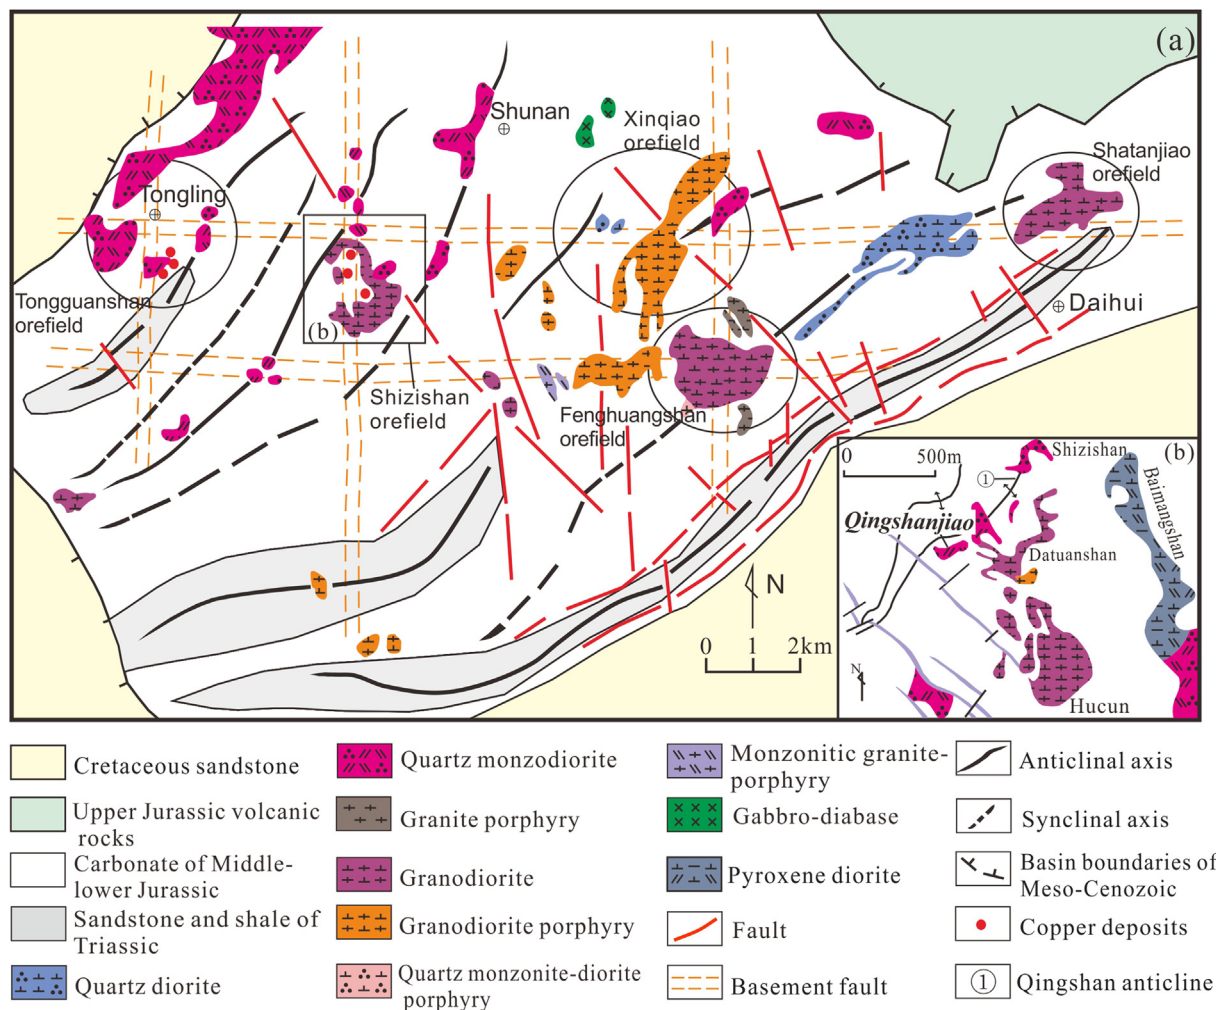 (a)
Shunan
Xinqiao
orefield
Shatanjiao
orefield
Tongling
Tongguanshan
orefield
(b)
Daihui
Shizishan
orefield
Fenghuangshan
orefield
N
0 1 2km
0 500m
(b)
Shizishan
①
Baimangshan
Qingshanjiao
Datuanshan
N
Hucun
Cretaceous sandstone
Upper Jurassic volcanic
rocks
Carbonate of Middle-
lower Jurassic
Sandstone and shale of
Triassic
Quartz diorite
Quartz monzodiorite
Granite porphyry
Granodiorite
Granodiorite porphyry
Quartz monzonite-diorite
porphyry
Monzonitic granite-
porphyry
Gabbro-diabase
Pyroxene diorite
Fault
Basement fault
Anticlinal axis
Synclinal axis
Basin boundaries of
Meso-Cenozoic
Copper deposits
① Qingshan anticline